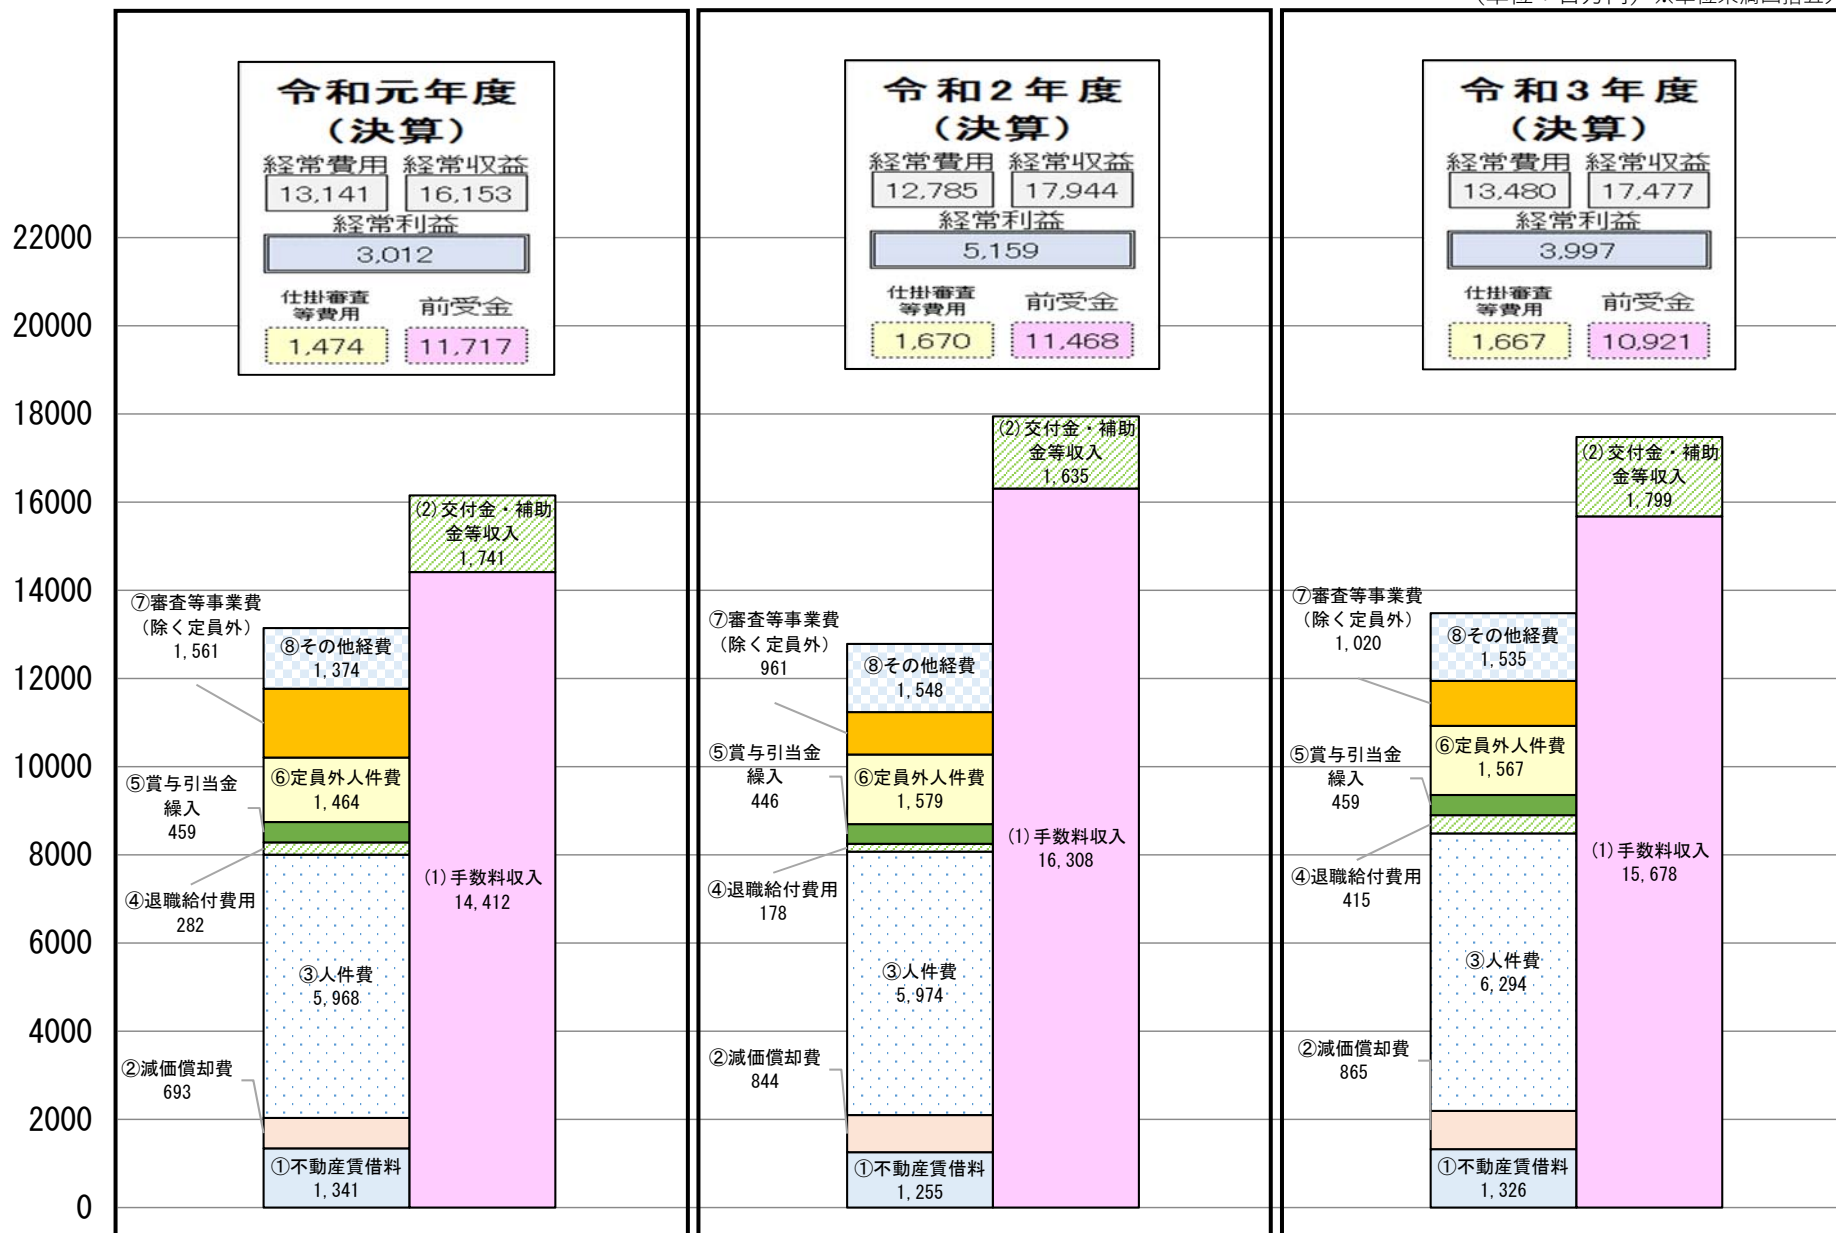 令和元年度
（決算）
経常費用 経常収益
13,141 16,153
経常利益
3,012
仕掛審査
等費用
前受金
1,474 11,717
令和２年度
（決算）
経常費用 経常収益
12,785 17,944
経常利益
5,159
仕掛審査
等費用
前受金
1,670 11,468
令和３年度
（決算）
経常費用 経常収益
13,480 17,477
経常利益
3,997
仕掛審査
等費用
前受金
1,667 10,921
22000
20000
18000
16000
14000
12000
10000
8000
6000
4000
2000
0
⑦審査等事業費
（除く定員外）
1,561
⑤賞与引当金
繰入
459
④退職給付費用
282
②減価償却費
693
⑧その他経費
1,374
⑥定員外人件費
1,464
③人件費
5,968
①不動産賃借料
1,341
(2)交付金・補助
金等収入
1,741
(1)手数料収入
14,412
⑦審査等事業費
（除く定員外）
961
⑤賞与引当金
繰入
446
④退職給付費用
178
②減価償却費
844
⑧その他経費
1,548
⑥定員外人件費
1,579
③人件費
5,974
①不動産賃借料
1,255
(2)交付金・補助
金等収入
1,635
(1)手数料収入
16,308
⑦審査等事業費
（除く定員外）
1,020
⑤賞与引当金
繰入
459
④退職給付費用
415
②減価償却費
865
⑧その他経費
1,535
⑥定員外人件費
1,567
③人件費
6,294
①不動産賃借料
1,326
(2)交付金・補助
金等収入
1,799
(1)手数料収入
15,678